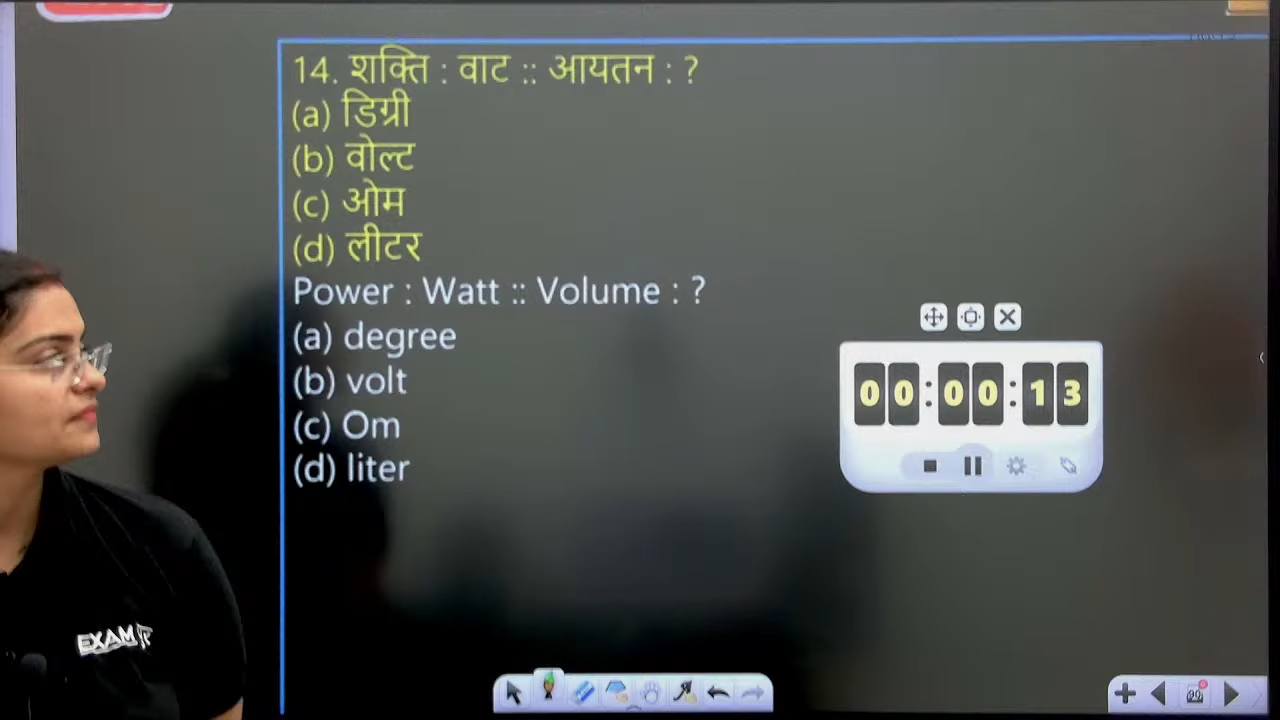 14. शक्ति : वाट :: आयतन : ?
(a) डिग्री
(b) वोल्ट
(c) ओम
(d) लीटर
Power : Watt :: Volume : ?
(a) degree
(b) volt
(c) Om
(d) liter
00:00:13
EXAM